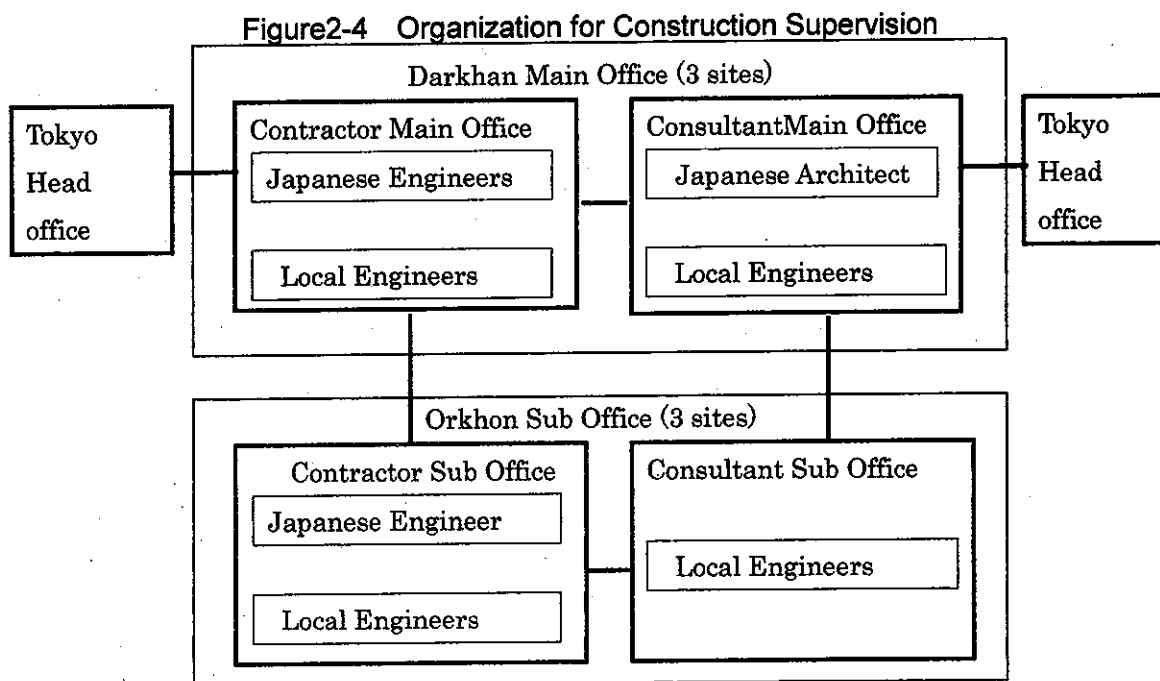 Figure2-4 Organization for Construction Supervision
Darkhan Main Office (3 sites)
Tokyo
Head
office
Contractor Main Office
Japanese Engineers
Local Engineers
ConsultantMain Office
Japanese Architect
Local Engineers
Tokyo
Head
office
Orkhon Sub Office (3 sites)
Contractor Sub Office
Japanese Engineer
Local Engineers
Consultant Sub Office
Local Engineers